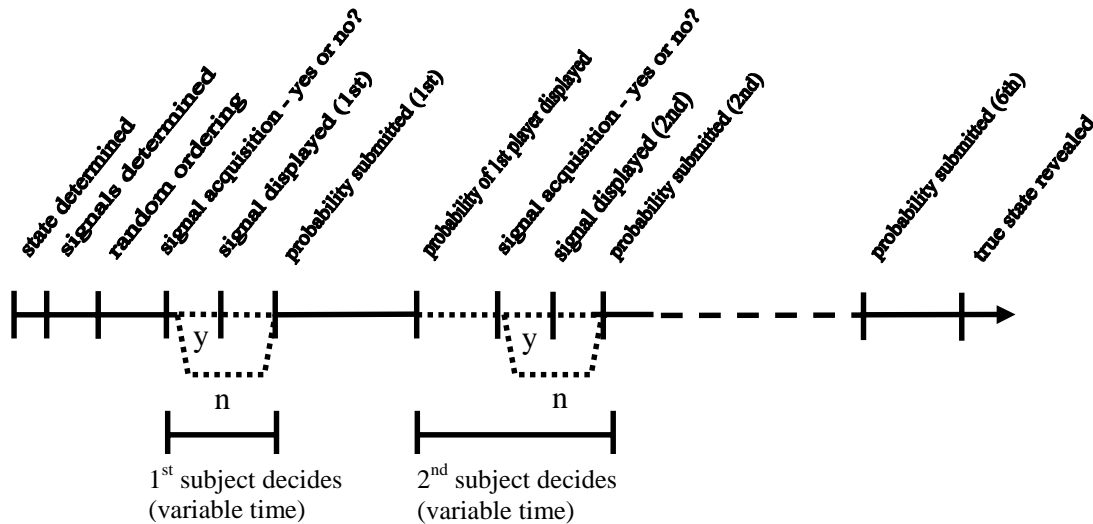 state determined
signals determined
random ordering
signal acquisition - yes or no?
signal displayed (1st)
probability submitted (1st)
probability of 1st player displayed
signal acquisition - yes or no?
signal displayed (2nd)
probability submitted (2nd)
probability submitted (6th)
true state revealed
y
y
n
n
1st subject decides
(variable time)
2nd subject decides
(variable time)